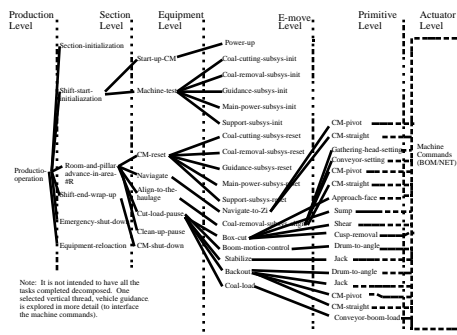 Production Level
Section Level
Equipment Level
E-move Level
Primitive Level
Actuator Level
Productio-
operation
Section-initialization
Shift-start-
initialiazation
Room-and-pillar
advance-in-area-
#R
Shift-end-wrap-up
Emergency-shut-down
Equipment-reloaction
Start-up-CM
Machine-test
CM-reset
Navigate
Align-to-the-
haulage
Cut-load-pause
Clean-up-pause
CM-shut-down
Power-up
Coal-cutting-subsys-init
Coal-removal-subsys-init
Guidance-subsys-init
Main-power-subsys-init
Support-subsys-init
Coal-cutting-subsys-reset
Coal-removal-subsys-reset
Guidance-subsys-reset
Main-power-subsys-reset
Support-subsys-reset
Navigate-to-Zi
Coal-removal-subsys-align
Box-cut
Boom-motion-control
Stabilize
Backout
Coal-load
CM-pivot
CM-straight
Gathering-head-setting
Conveyor-setting
CM-pivot
CM-straight
Approach-face
Sump
Shear
Cusp-removal
Drum-to-angle
Jack
Drum-to-angle
Jack
CM-pivot
CM-straight
Conveyor-boom-load
Machine
Commands
(BOM/NET)
Note: It is not intended to have all the
tasks completed decomposed. One
selected vertical thread, vehicle guidance
is explored in more detail (to interface
the machine commands).